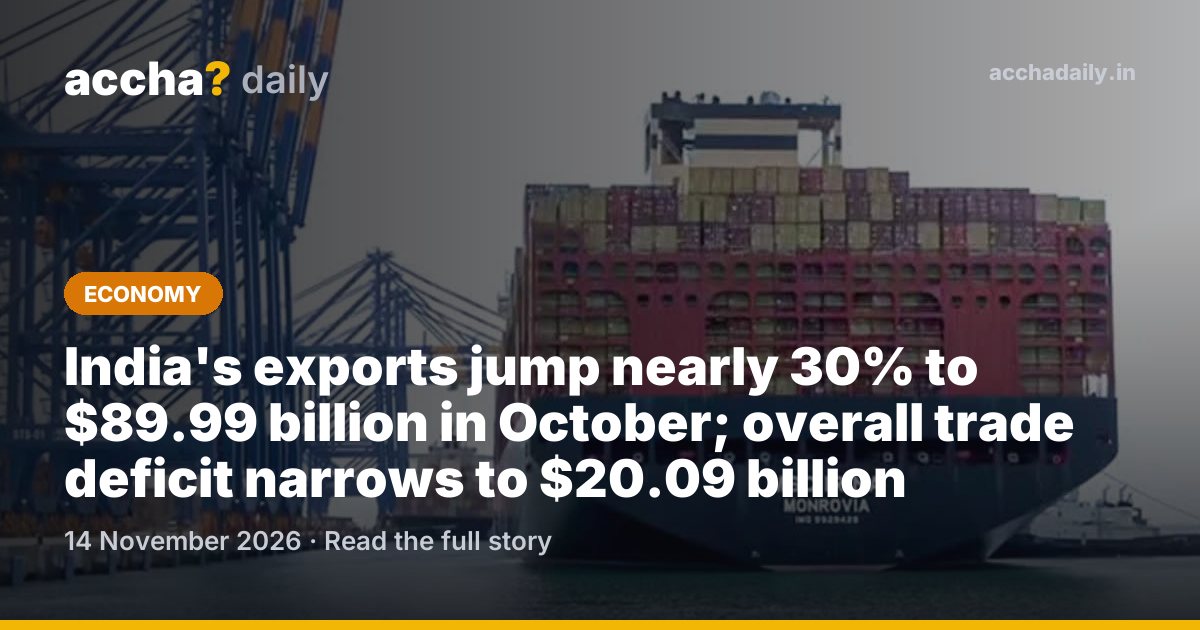 accha? daily
acchadaily.in
ECONOMY
India's exports jump nearly 30% to
$89.99 billion in October; overall trade
deficit narrows to $20.09 billion
MONROVIA
14 November 2026 · Read the full story